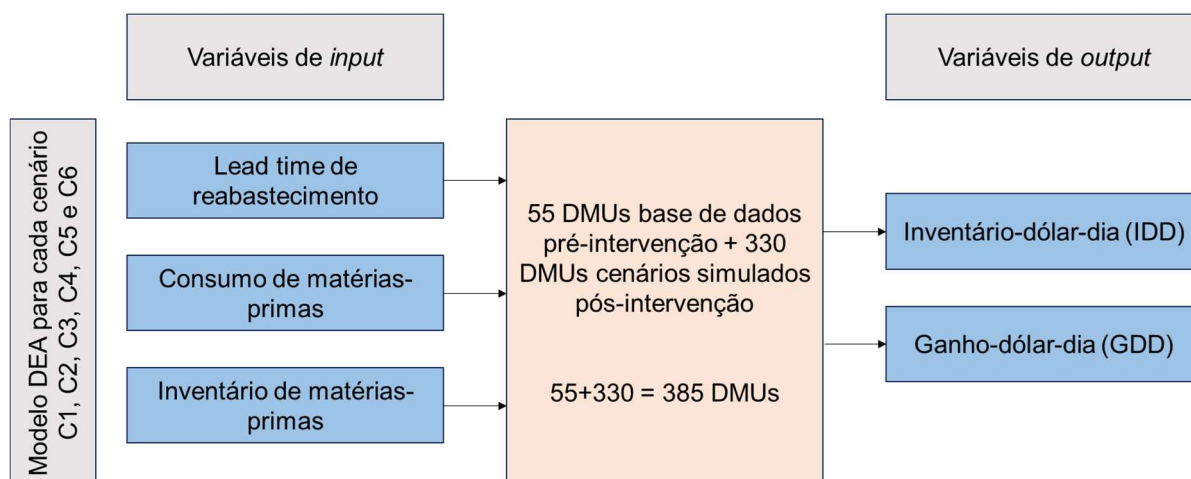 Variáveis de input
Variáveis de output
Modelo DEA para cada cenário
C1, C2, C3, C4, C5 e C6
Lead time de
reabastecimento
Consumo de matérias-
primas
Inventário de matérias-
primas
55 DMUs base de dados
pré-intervenção + 330
DMUs cenários simulados
pós-intervenção
55+330 = 385 DMUs
Inventário-dólar-dia (IDD)
Ganho-dólar-dia (GDD)